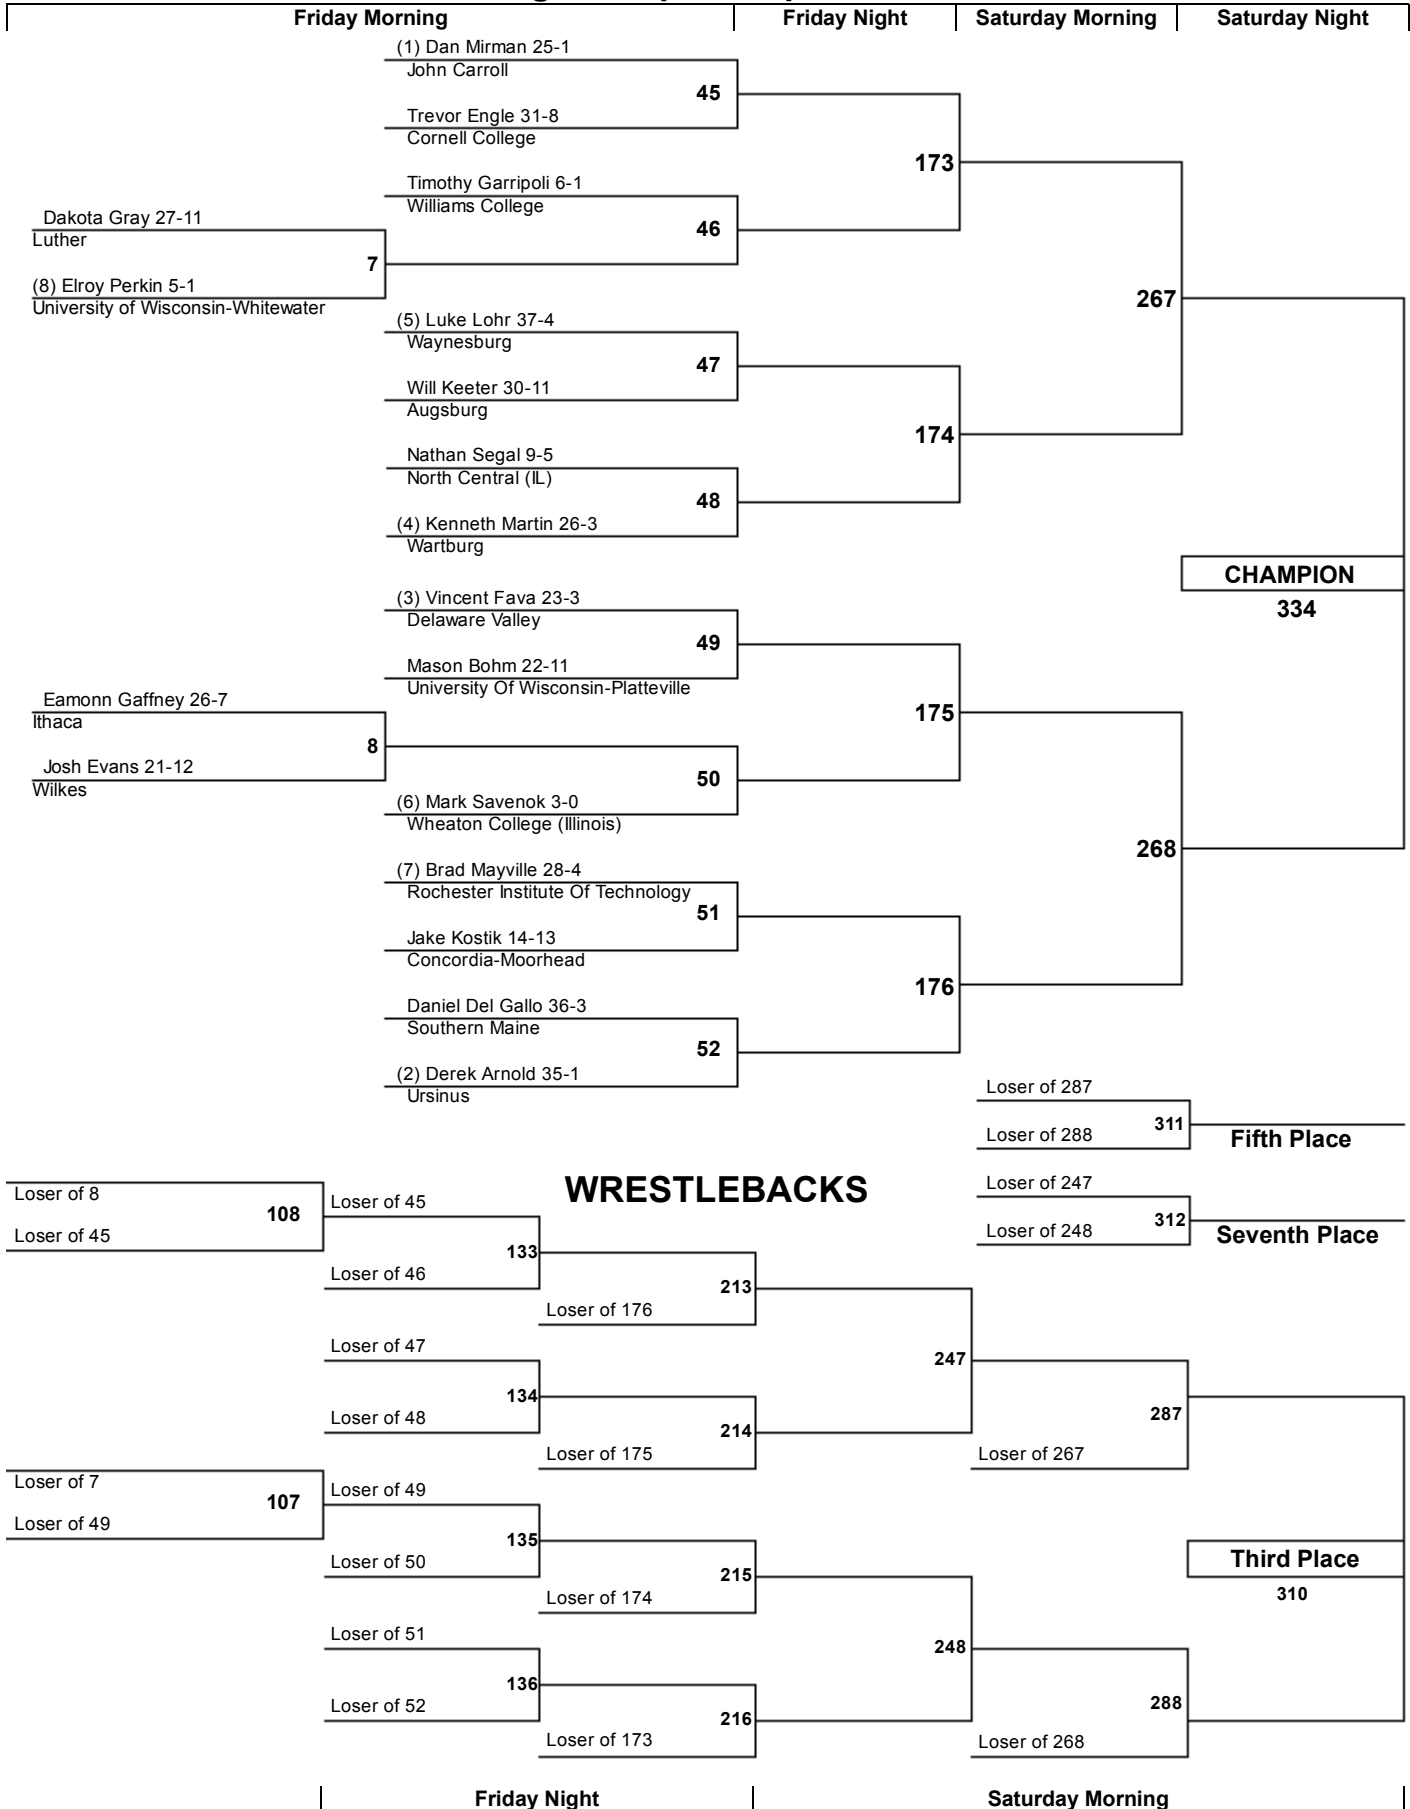 Friday Morning Friday Night Saturday Morning Saturday Night
(1) Dan Mirman 25-1
John Carroll
45
Trevor Engle 31-8
Cornell College
173
Timothy Garripoli 6-1
Williams College
46
Dakota Gray 27-11
Luther
7
(8) Elroy Perkin 5-1
University of Wisconsin-Whitewater
267
(5) Luke Lohr 37-4
Waynesburg
47
Will Keeter 30-11
Augsburg
174
Nathan Segal 9-5
North Central (IL)
48
(4) Kenneth Martin 26-3
Wartburg
CHAMPION
334
(3) Vincent Fava 23-3
Delaware Valley
49
Mason Bohm 22-11
University Of Wisconsin-Platteville
175
Eamonn Gaffney 26-7
Ithaca
8
Josh Evans 21-12
Wilkes
50
(6) Mark Savenok 3-0
Wheaton College (Illinois)
268
(7) Brad Mayville 28-4
Rochester Institute Of Technology
51
Jake Kostik 14-13
Concordia-Moorhead
176
Daniel Del Gallo 36-3
Southern Maine
52
(2) Derek Arnold 35-1
Ursinus
Loser of 287
311
Loser of 288
Fifth Place
WRESTLEBACKS
Loser of 247
312
Loser of 248
Seventh Place
Loser of 8
108
Loser of 45
Loser of 45
133
Loser of 46
213
Loser of 176
Loser of 47
247
134
Loser of 48
214
Loser of 175
287
Loser of 267
Loser of 7
107
Loser of 49
Loser of 49
135
Loser of 50
215
Loser of 174
Third Place
310
Loser of 51
248
136
Loser of 52
216
Loser of 173
288
Loser of 268
Friday Night Saturday Morning